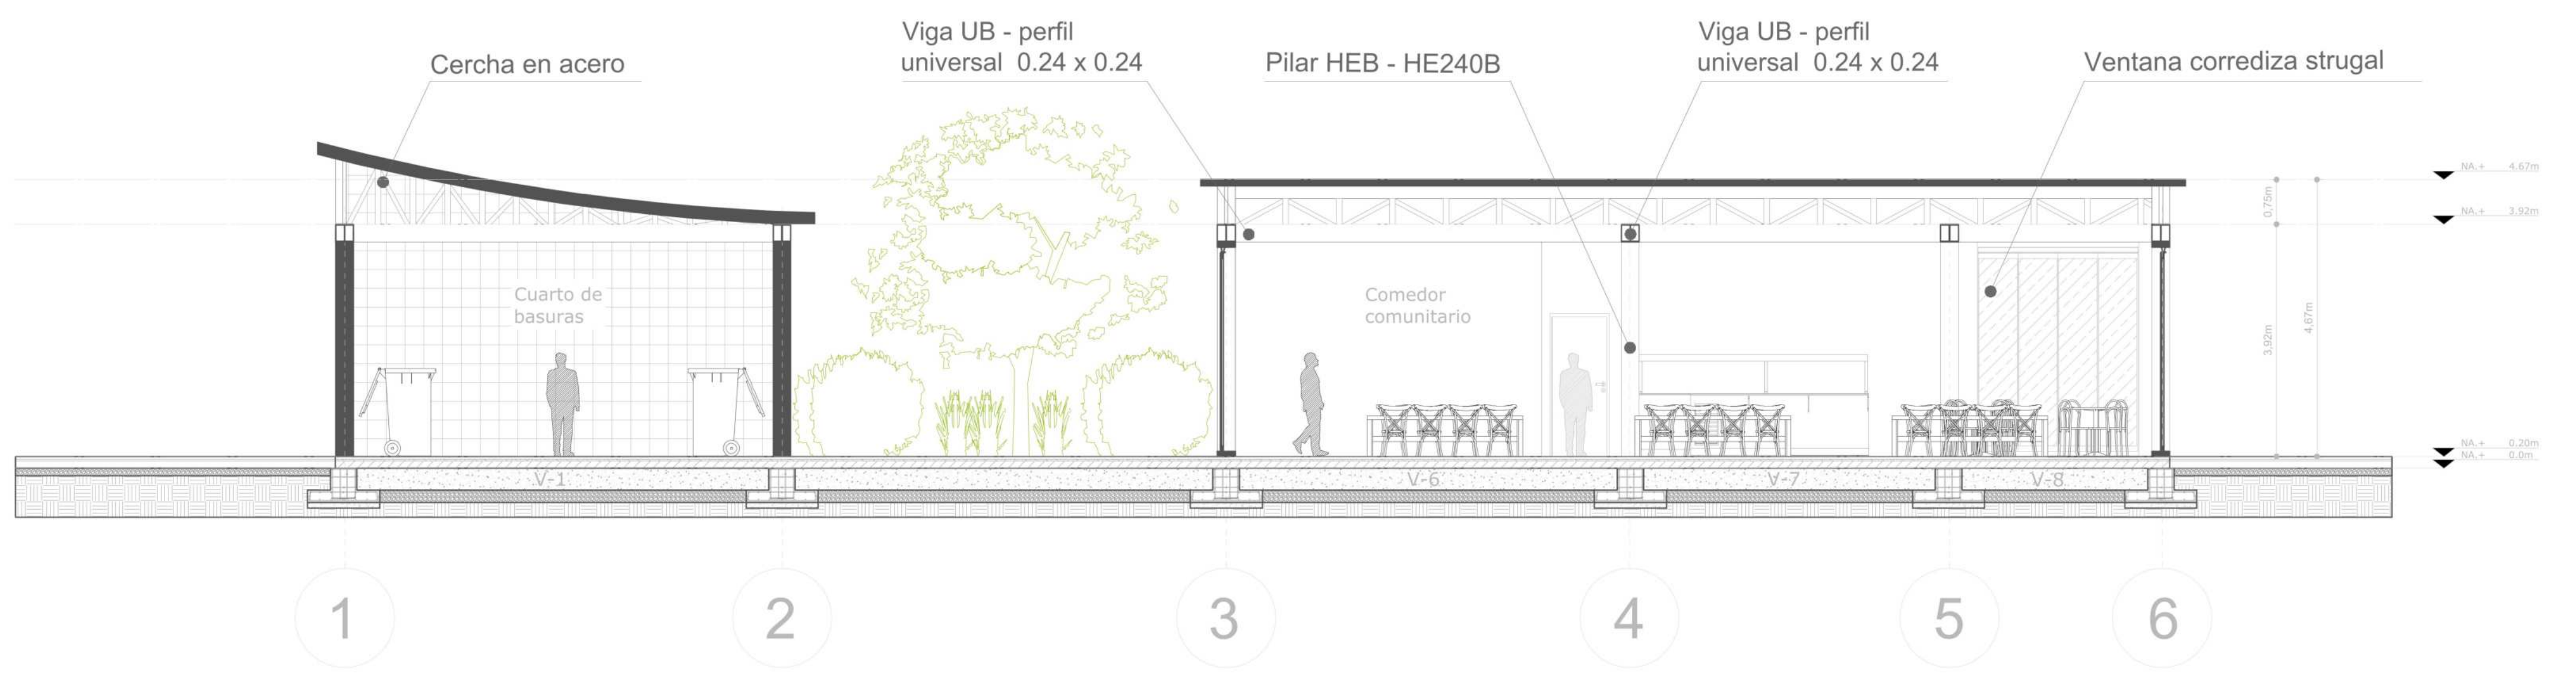 Cercha en acero
Viga UB - perfil
universal 0.24 x 0.24
Pilar HEB - HE240B
Viga UB - perfil
universal 0.24 x 0.24
Ventana corrediza strugal
NA.+ 4.67m
0,75m
NA.+ 3.92m
Cuarto de
basuras
Comedor
comunitario
3,92m
4,67m
NA.+ 0.20m
NA.+ 0.0m
V-1
V-6
V-7
V-8
1
2
3
4
5
6